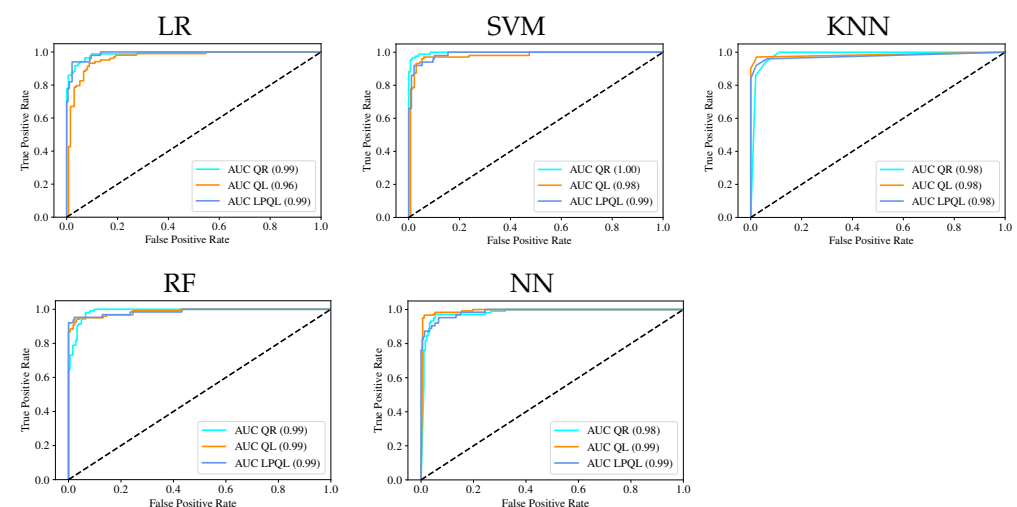 LR
True Positive Rate
1.0
0.8
0.6
0.4
0.2
0.0
AUC QR (0.99)
AUC QL (0.96)
AUC LPQL (0.99)
0.0 0.2 0.4 0.6 0.8 1.0
False Positive Rate
SVM
True Positive Rate
1.0
0.8
0.6
0.4
0.2
0.0
AUC QR (1.00)
AUC QL (0.98)
AUC LPQL (0.99)
0.0 0.2 0.4 0.6 0.8 1.0
False Positive Rate
KNN
True Positive Rate
1.0
0.8
0.6
0.4
0.2
0.0
AUC QR (0.98)
AUC QL (0.98)
AUC LPQL (0.98)
0.0 0.2 0.4 0.6 0.8 1.0
False Positive Rate
RF
True Positive Rate
1.0
0.8
0.6
0.4
0.2
0.0
AUC QR (0.99)
AUC QL (0.99)
AUC LPQL (0.99)
0.0 0.2 0.4 0.6 0.8 1.0
False Positive Rate
NN
True Positive Rate
1.0
0.8
0.6
0.4
0.2
0.0
AUC QR (0.98)
AUC QL (0.99)
AUC LPQL (0.99)
0.0 0.2 0.4 0.6 0.8 1.0
False Positive Rate